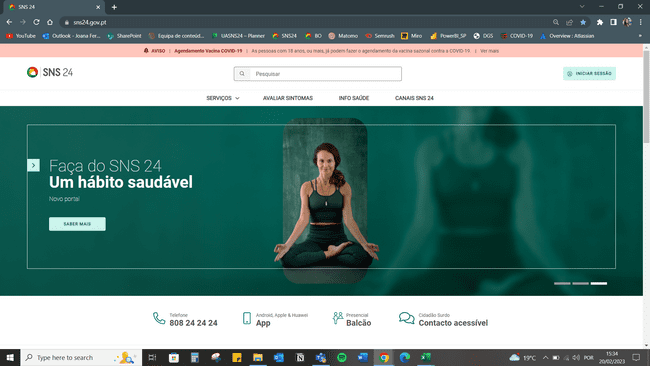 SNS 24
sns24.gov.pt
YouTube
Outlook - Joana Fer...
SharePoint
Equipa de conteúd...
UASNS24 – Planner
SNS24
BO
Matomo
Semrush
Miro
PowerBI_SP
DGS
COVID-19
Overview : Atlassian
AVISO | Agendamento Vacina COVID-19 | As pessoas com 18 anos, ou mais, já podem fazer o agendamento da vacina sazonal contra a COVID-19 | Ver mais
SNS 24
Pesquisar
INICIAR SESSÃO
SERVIÇOS
AVALIAR SINTOMAS
INFO SAÚDE
CANAIS SNS 24
Faça do SNS 24
Um hábito saudável
Novo portal
SABER MAIS
Telefone
808 24 24 24
Android, Apple & Huawei
App
Presencial
Balcão
Cidadão Surdo
Contacto acessível
Type here to search
19°C
POR
15:34
20/02/2023